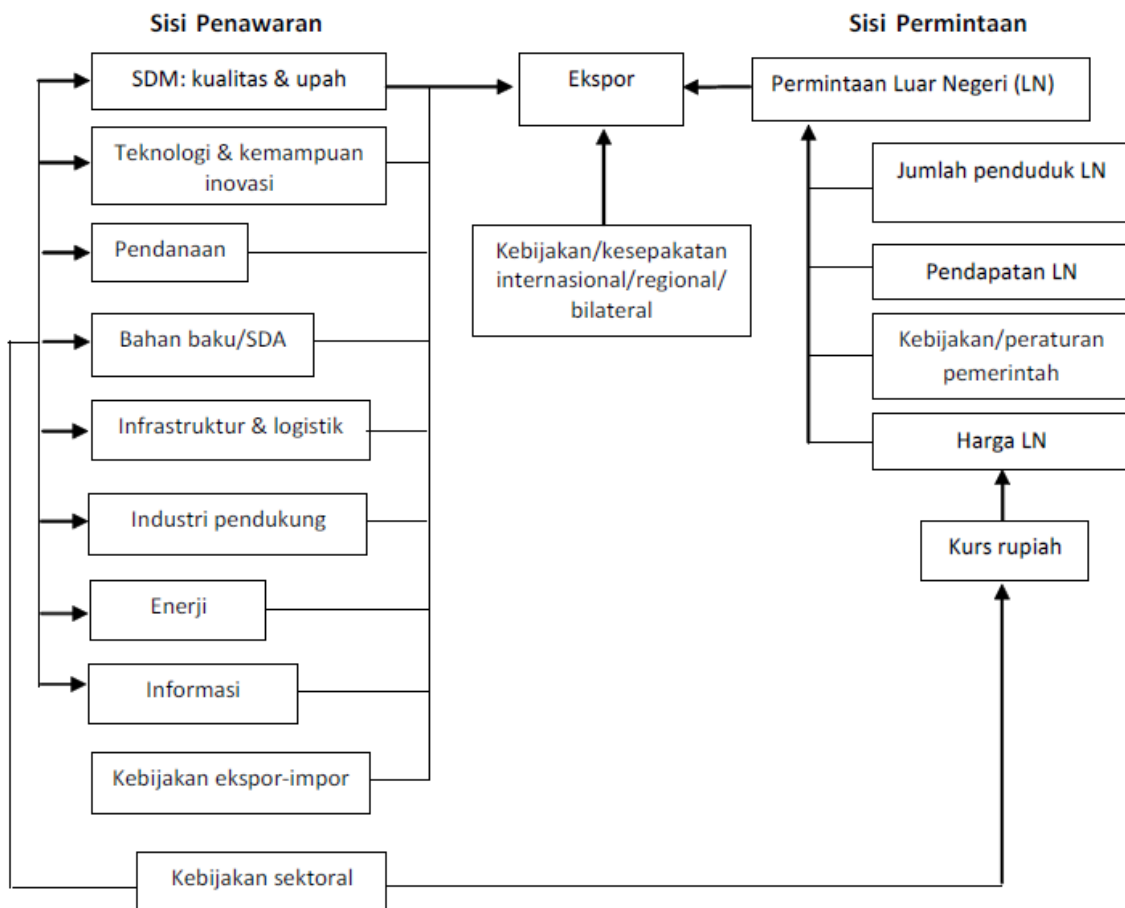 Sisi Penawaran
SDM: kualitas & upah
Teknologi & kemampuan
inovasi
Pendanaan
Bahan baku/SDA
Infrastruktur & logistik
Industri pendukung
Enerji
Informasi
Kebijakan ekspor-impor
Kebijakan sektoral
Ekspor
Kebijakan/kesepakatan
internasional/regional/
bilateral
Sisi Permintaan
Permintaan Luar Negeri (LN)
Jumlah penduduk LN
Pendapatan LN
Kebijakan/peraturan
pemerintah
Harga LN
Kurs rupiah